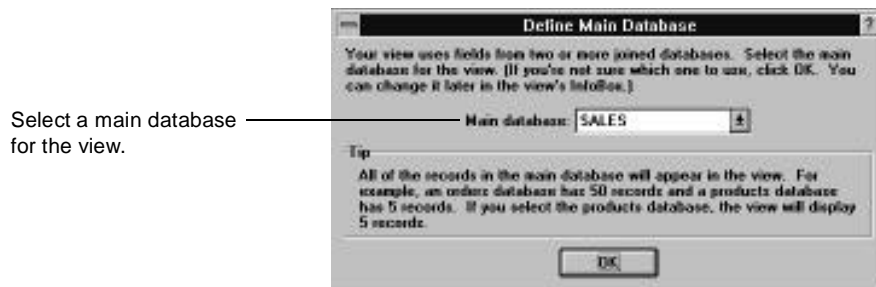 Define Main Database
?
Your view uses fields from two or more joined databases. Select the main
database for the view. (If you're not sure which one to use, click OK. You
can change it later in the view's InfoBox.)
Select a main database
for the view.
Main database: SALES
Tip
All of the records in the main database will appear in the view. For
example, an orders database has 50 records and a products database
has 5 records. If you select the products database, the view will display
5 records.
OK